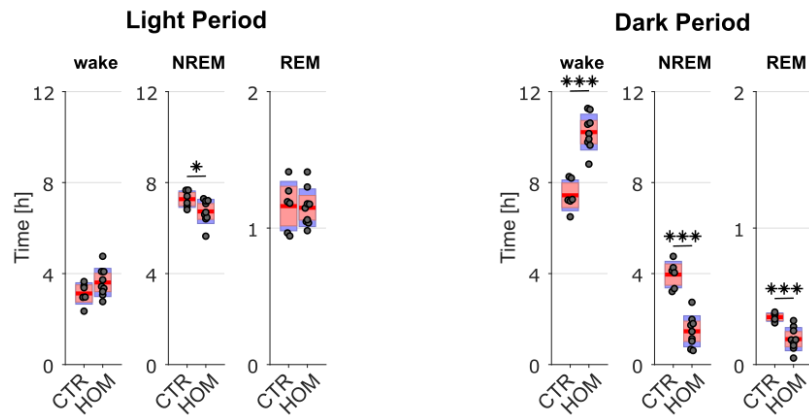 Light Period
Dark Period
wake
NREM
REM
wake
NREM
REM
Time [h]
12
8
4
0
12
8
4
0
2
1
0
*
CTR
HOM
CTR
HOM
CTR
HOM
Time [h]
12
8
4
0
12
8
4
0
2
1
0
***
***
***
CTR
HOM
CTR
HOM
CTR
HOM